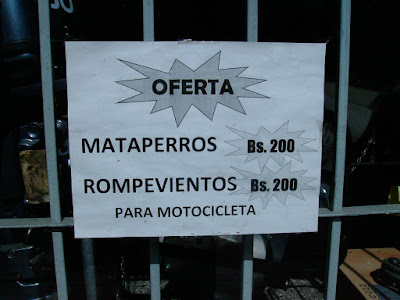 OFERTA
MATAPERROS Bs. 200
ROMPEVIENTOS Bs. 200
PARA MOTOCICLETA